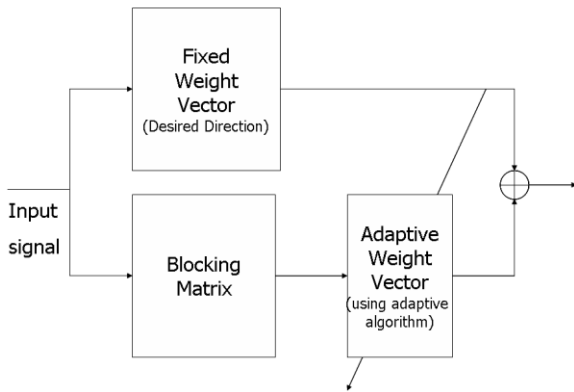 Fixed
Weight
Vector
(Desired Direction)
Input
signal
Blocking
Matrix
Adaptive
Weight
Vector
(using adaptive
algorithm)